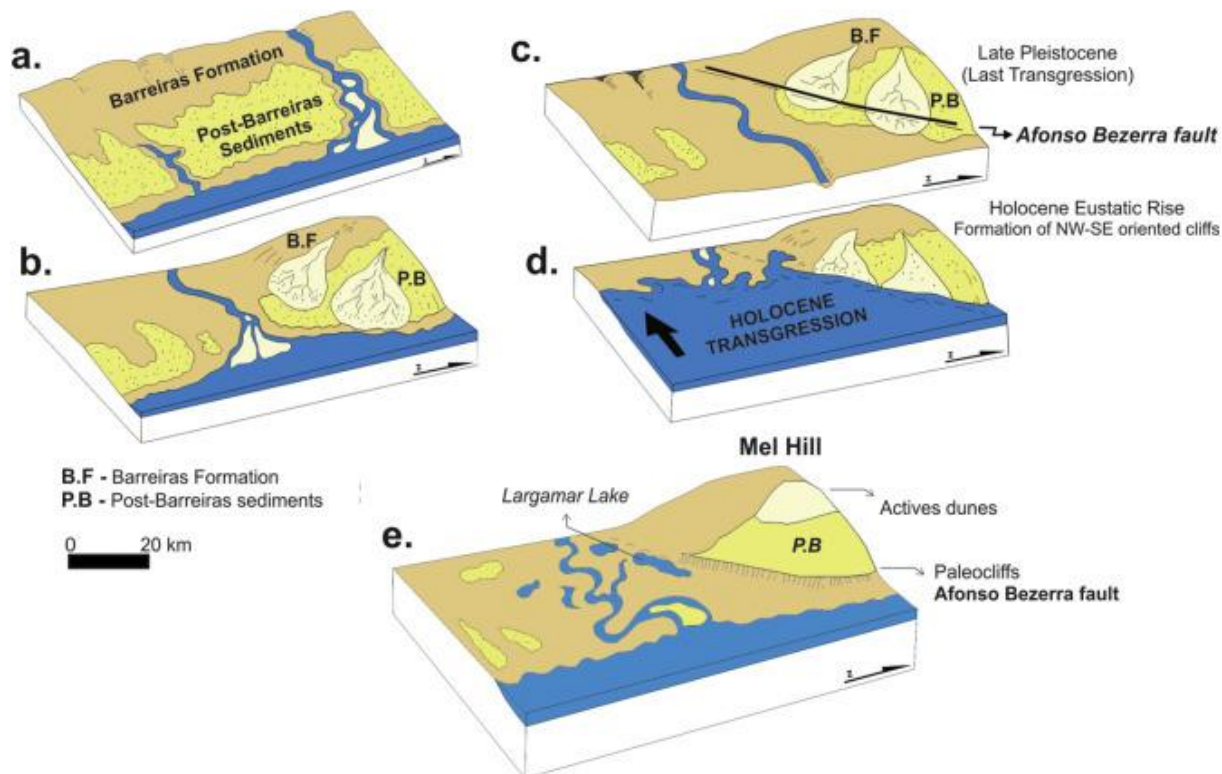 a.
Barreiras Formation
Post-Barreiras
Sediments
z
b.
B.F
P.B
z
c.
B.F
P.B
z
Late Pleistocene
(Last Transgression)
Afonso Bezerra fault
Holocene Eustatic Rise
Formation of NW-SE oriented cliffs
d.
HOLOCENE
TRANSGRESSION
z
B.F - Barreiras Formation
P.B - Post-Barreiras sediments
0 20 km
Mel Hill
Largamar Lake
e.
P.B
Actives dunes
Paleocliffs
Afonso Bezerra fault
z